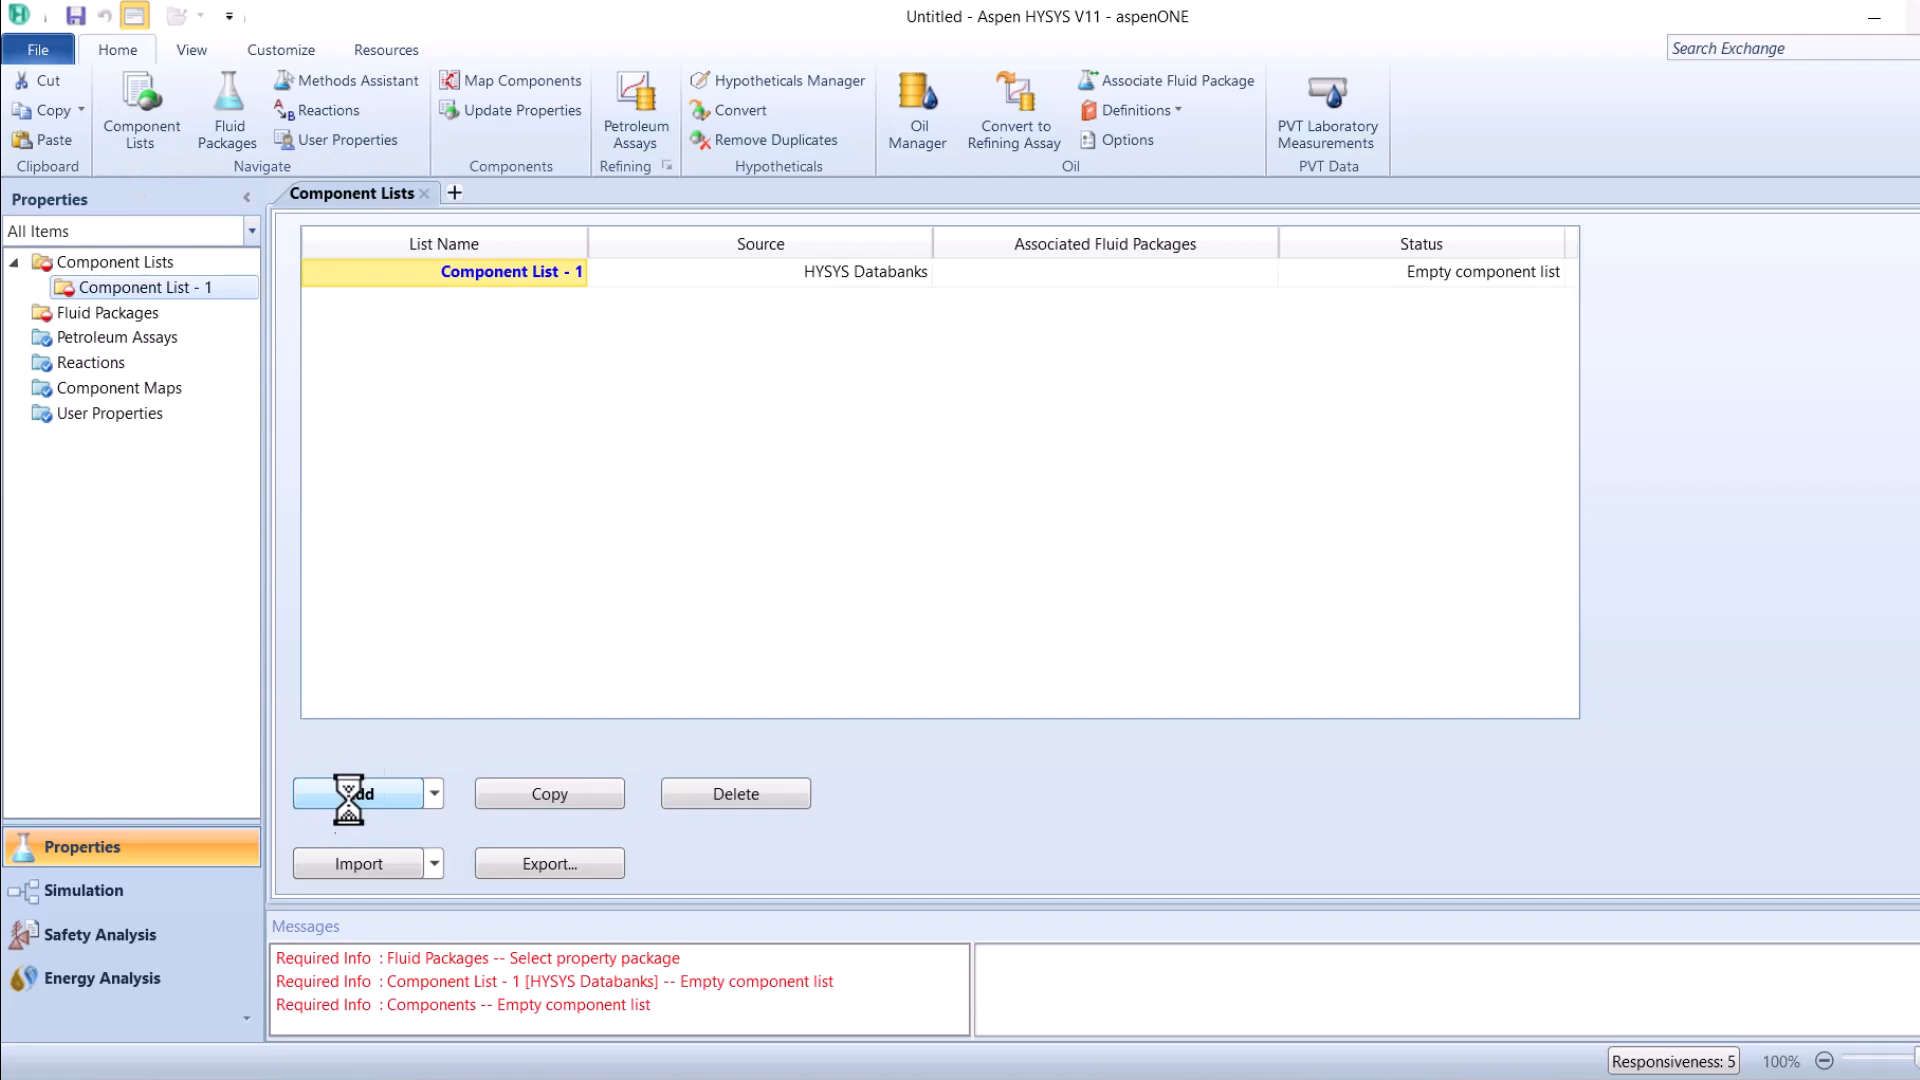 Untitled - Aspen HYSYS V11 - aspenONE
File
Home
View
Customize
Resources
Search Exchange
Cut
Copy
Paste
Clipboard
Component Lists
Fluid Packages
Methods Assistant
Reactions
User Properties
Navigate
Map Components
Update Properties
Components
Petroleum Assays
Refining
Hypotheticals Manager
Convert
Remove Duplicates
Hypotheticals
Oil Manager
Convert to Refining Assay
Associate Fluid Package
Definitions
Options
Oil
PVT Laboratory Measurements
PVT Data
Properties
All Items
Component Lists
Component List - 1
Fluid Packages
Petroleum Assays
Reactions
Component Maps
User Properties
Component Lists
List Name Source Associated Fluid Packages Status
Component List - 1 HYSYS Databanks Empty component list
Copy
Delete
Import
Export...
Properties
Simulation
Safety Analysis
Energy Analysis
Messages
Required Info : Fluid Packages -- Select property package
Required Info : Component List - 1 [HYSYS Databanks] -- Empty component list
Required Info : Components -- Empty component list
Responsiveness: 5
100%